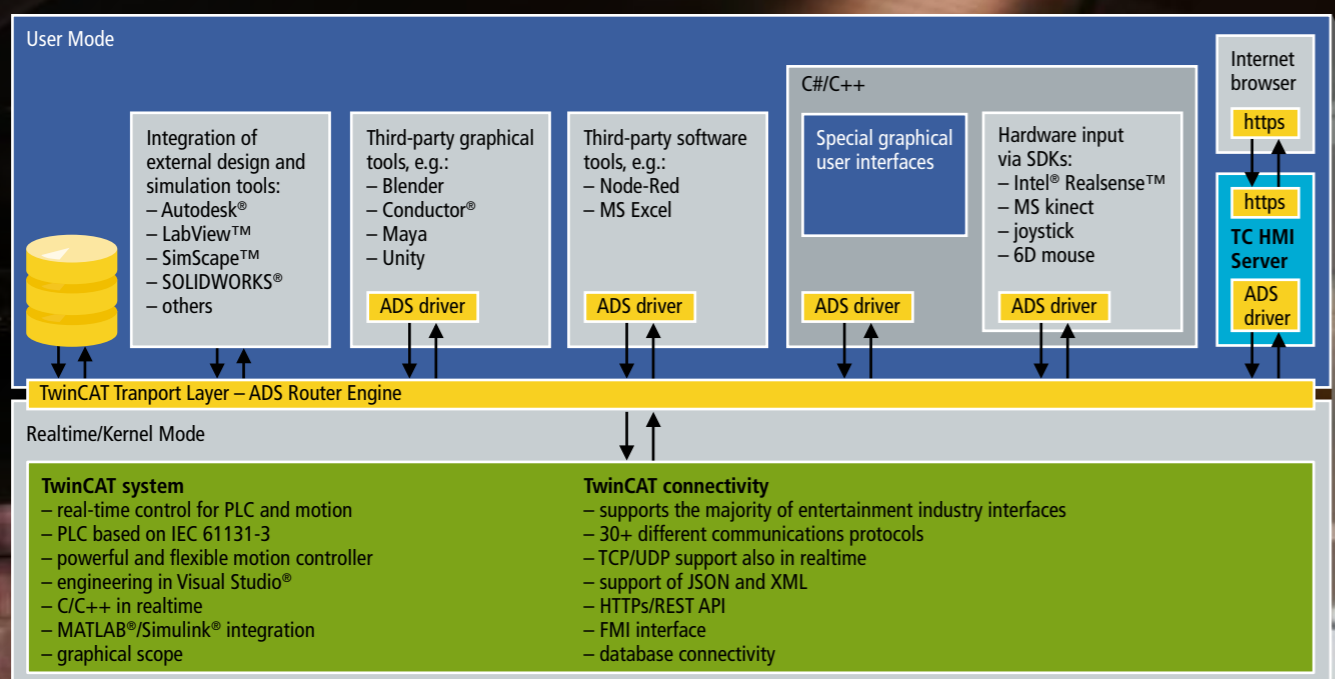 User Mode
Integration of
external design and
simulation tools:
– Autodesk®
– LabView™
– SimScape™
– SOLIDWORKS®
– others
Third-party graphical
tools, e.g.:
– Blender
– Conductor®
– Maya
– Unity
ADS driver
Third-party software
tools, e.g.:
– Node-Red
– MS Excel
ADS driver
C#/C++
Special graphical
user interfaces
ADS driver
Hardware input
via SDKs:
– Intel® Realsense™
– MS kinect
– joystick
– 6D mouse
ADS driver
Internet
browser
https
https
TC HMI
Server
ADS
driver
TwinCAT Tranport Layer – ADS Router Engine
Realtime/Kernel Mode
TwinCAT system
– real-time control for PLC and motion
– PLC based on IEC 61131-3
– powerful and flexible motion controller
– engineering in Visual Studio®
– C/C++ in realtime
– MATLAB®/Simulink® integration
– graphical scope
TwinCAT connectivity
– supports the majority of entertainment industry interfaces
– 30+ different communications protocols
– TCP/UDP support also in realtime
– support of JSON and XML
– HTTPs/REST API
– FMI interface
– database connectivity